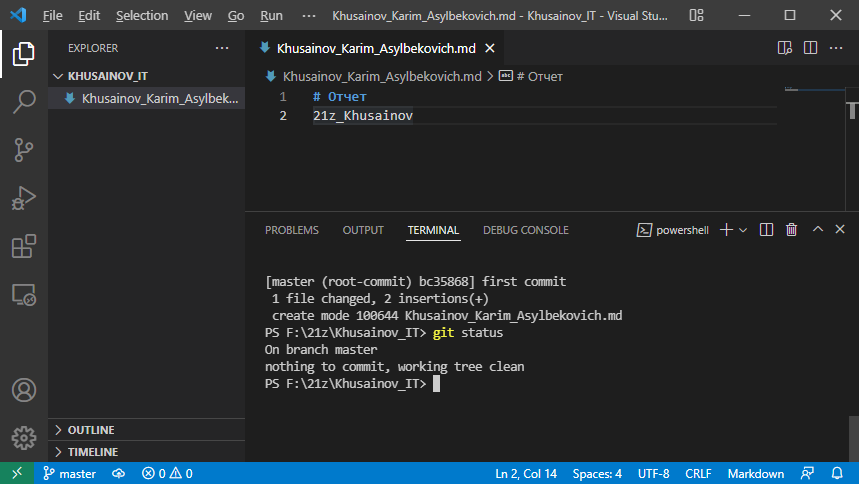 File Edit Selection View Go Run ··· Khusainov_Karim_Asylbekovich.md - Khusainov_IT - Visual Stu...
EXPLORER ···
KHUSAINOV_IT
Khusainov_Karim_Asylbek...
OUTLINE
TIMELINE
Khusainov_Karim_Asylbekovich.md
Khusainov_Karim_Asylbekovich.md > # Отчет
1 # Отчет
2 21z_Khusainov
PROBLEMS OUTPUT TERMINAL DEBUG CONSOLE powershell
[master (root-commit) bc35868] first commit
1 file changed, 2 insertions(+)
create mode 100644 Khusainov_Karim_Asylbekovich.md
PS F:\21z\Khusainov_IT> git status
On branch master
nothing to commit, working tree clean
PS F:\21z\Khusainov_IT>
master 0 0 Ln 2, Col 14 Spaces: 4 UTF-8 CRLF Markdown